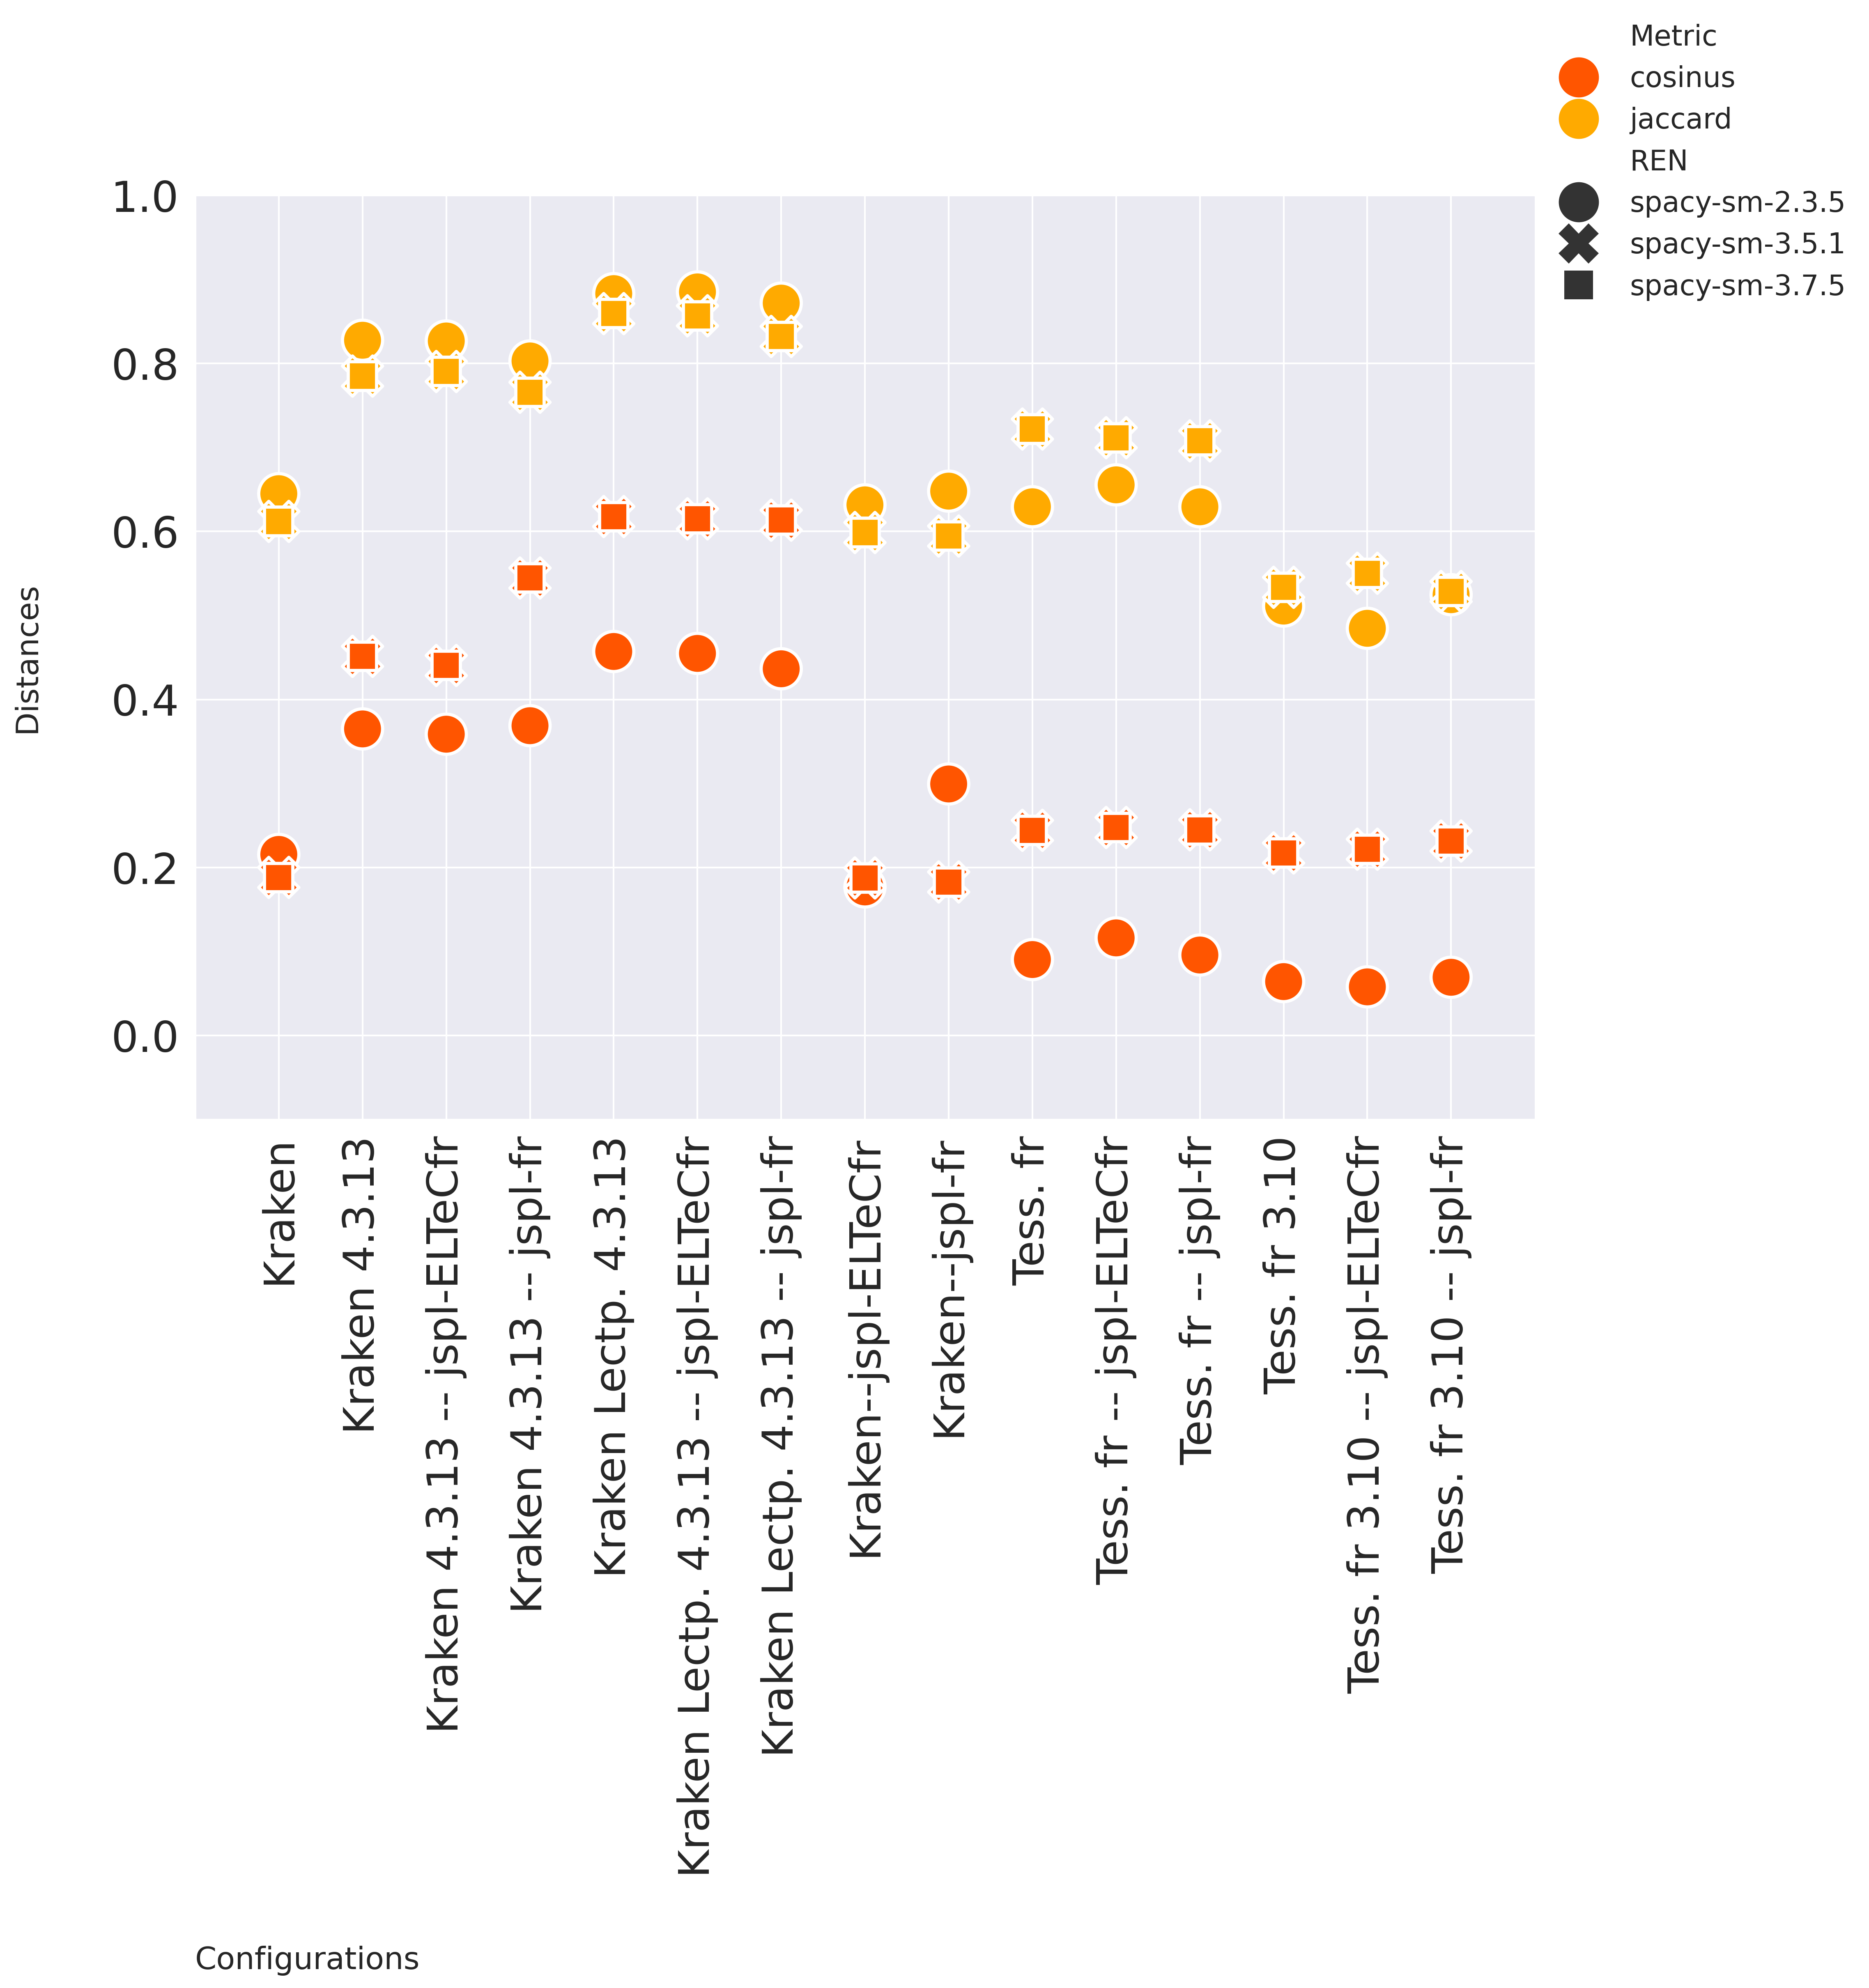 Metric
cosinus
jaccard
REN
spacy-sm-2.3.5
spacy-sm-3.5.1
spacy-sm-3.7.5
1.0
0.8
0.6
0.4
0.2
0.0
Distances
Kraken
Kraken 4.3.13
Kraken 4.3.13 -- jspl-ELTeCfr
Kraken 4.3.13 -- jspl-fr
Kraken Lectp. 4.3.13
Kraken Lectp. 4.3.13 -- jspl-ELTeCfr
Kraken Lectp. 4.3.13 -- jspl-fr
Kraken--jspl-ELTeCfr
Kraken--jspl-fr
Tess. fr
Tess. fr -- jspl-ELTeCfr
Tess. fr -- jspl-fr
Tess. fr 3.10
Tess. fr 3.10 -- jspl-ELTeCfr
Tess. fr 3.10 -- jspl-fr
Configurations